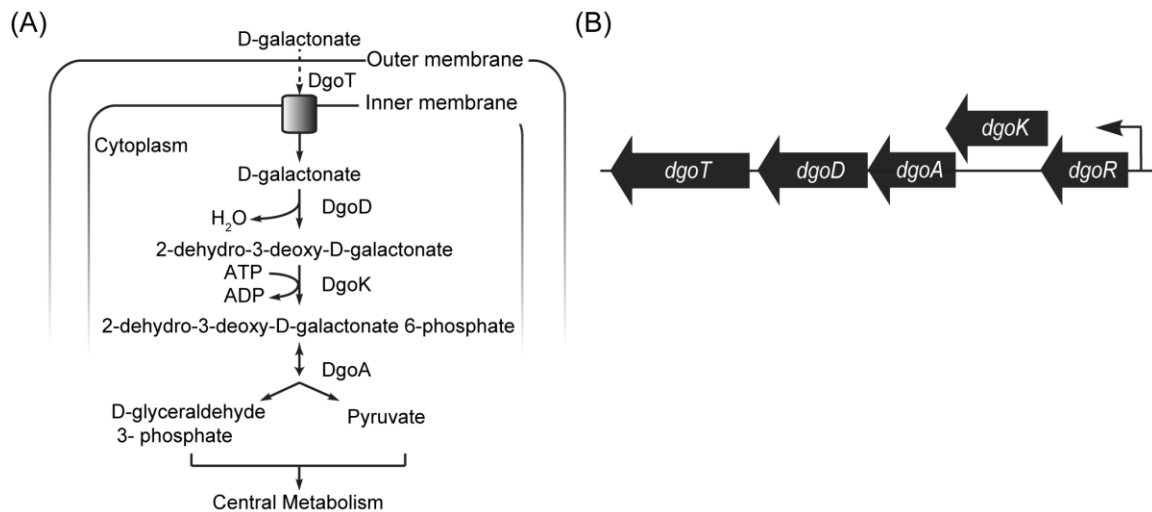 (A)
D-galactonate
Outer membrane
DgoT
Inner membrane
Cytoplasm
D-galactonate
H2O
DgoD
2-dehydro-3-deoxy-D-galactonate
ATP
ADP
DgoK
2-dehydro-3-deoxy-D-galactonate 6-phosphate
DgoA
D-glyceraldehyde
3- phosphate
Pyruvate
Central Metabolism
(B)
dgoK
dgoT
dgoD
dgoA
dgoR